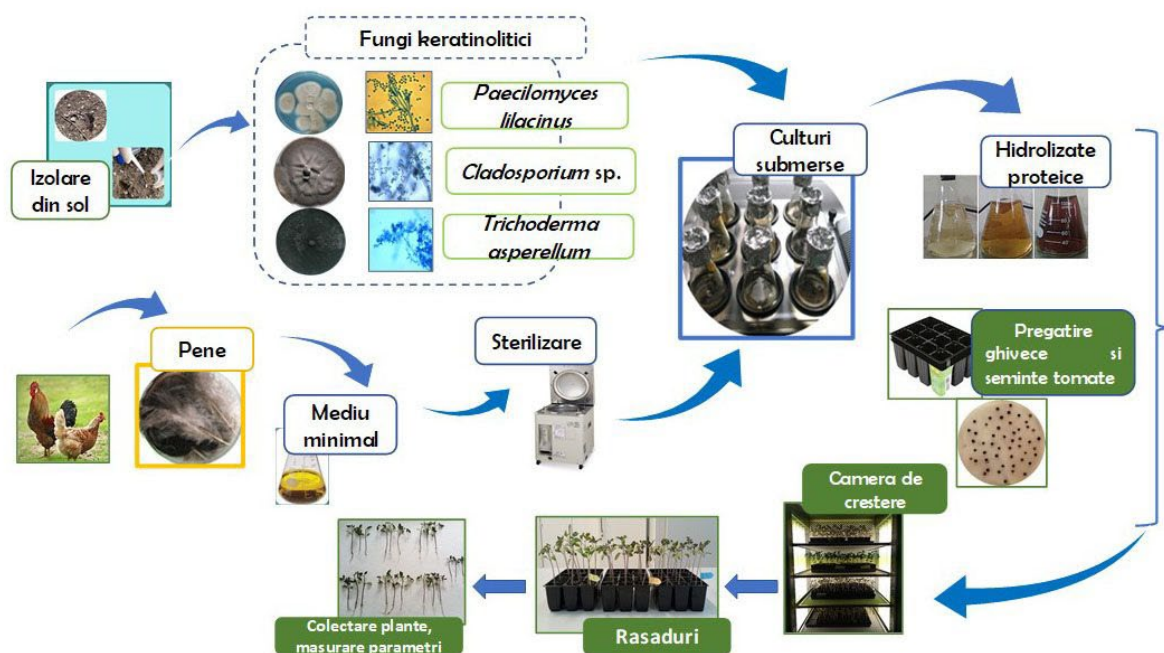 Fungi keratinolitici
Paecilomyces
lilacinus
Cladosporium sp.
Trichoderma
asperellum
Izolare
din sol
Culturi
submerse
Hidrolizate
proteice
Pene
Mediu
minimal
Sterilizare
Pregatire
ghivece si
seminte tomate
Camera de
crestere
Rasaduri
Colectare plante,
masurare parametri